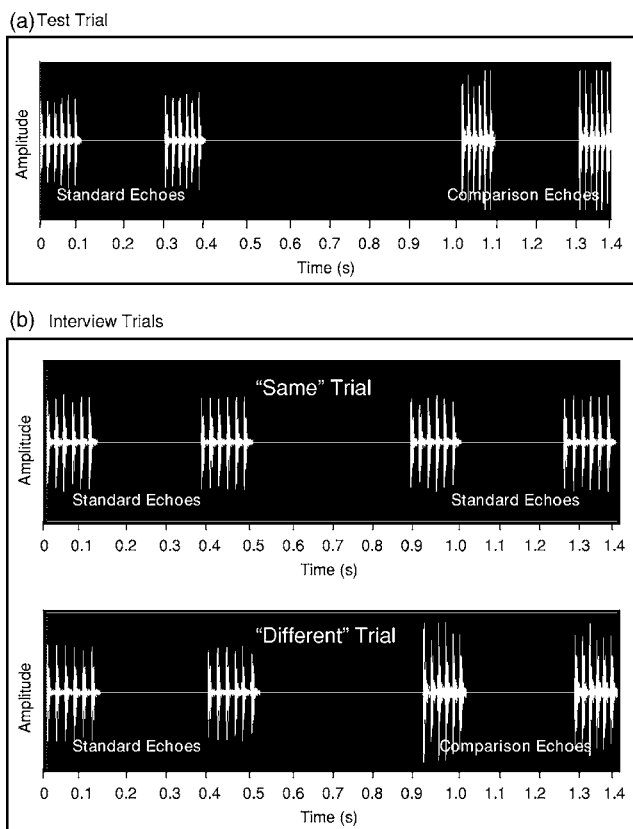 (a) Test Trial
Amplitude
Standard Echoes Comparison Echoes
0 0.1 0.2 0.3 0.4 0.5 0.6 0.7 0.8 0.9 1.0 1.1 1.2 1.3 1.4
Time (s)
(b) Interview Trials
“Same” Trial
Amplitude
Standard Echoes Standard Echoes
0 0.1 0.2 0.3 0.4 0.5 0.6 0.7 0.8 0.9 1.0 1.1 1.2 1.3 1.4
Time (s)
“Different” Trial
Amplitude
Standard Echoes Comparison Echoes
0 0.1 0.2 0.3 0.4 0.5 0.6 0.7 0.8 0.9 1.0 1.1 1.2 1.3 1.4
Time (s)